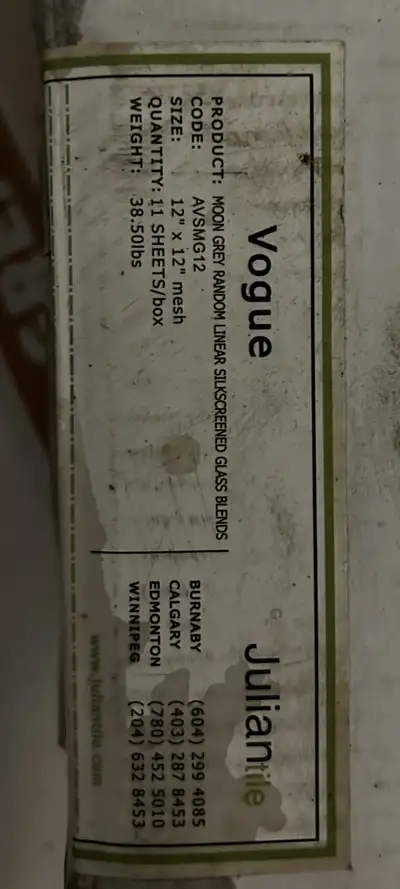 Vogue
Juliantile
PRODUCT: MOON GREY RANDOM LINEAR SILKSCREENED GLASS BLENDS
CODE: AVSMG12
SIZE: 12" x 12" mesh
QUANTITY: 11 SHEETS/box
WEIGHT: 38.50lbs
BURNABY (604) 299 4085
CALGARY (403) 287 8453
EDMONTON (780) 452 5010
WINNIPEG (204) 632 8453
www.juliantile.com